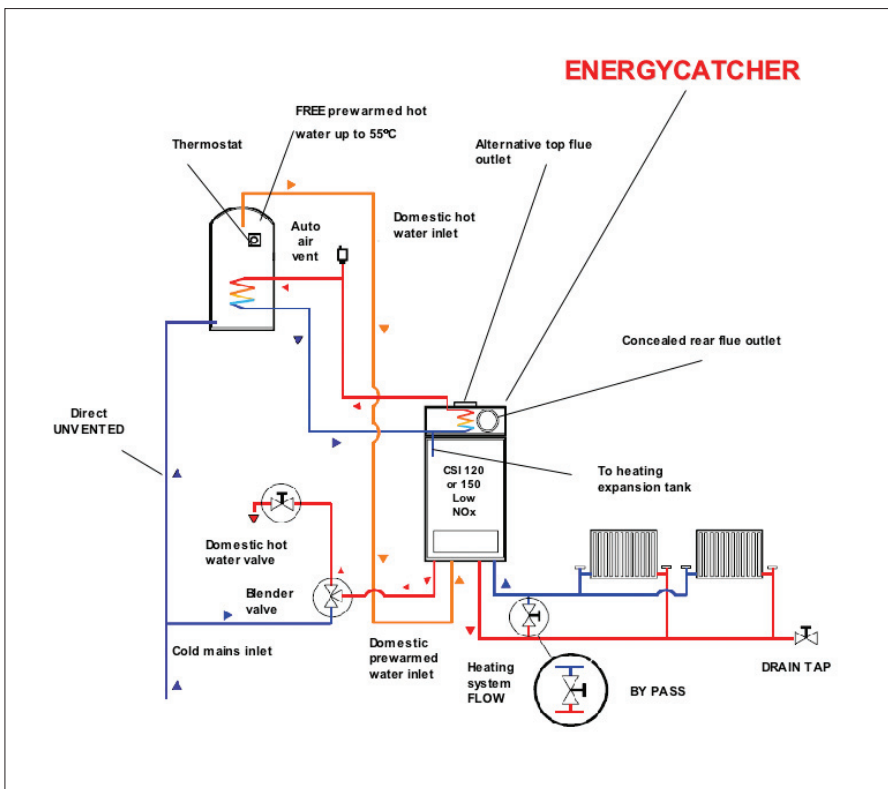 ENERGYCATCHER
FREE prewarmed hot
water up to 55ºC
Thermostat
Alternative top flue
outlet
Auto
air
vent
Domestic hot
water inlet
Concealed rear flue outlet
Direct
UNVENTED
CSI 120
or 150
Low
NOx
To heating
expansion tank
Domestic hot
water valve
Blender
valve
Cold mains inlet
Domestic
prewarmed
water inlet
Heating
system
FLOW
BY PASS
DRAIN TAP